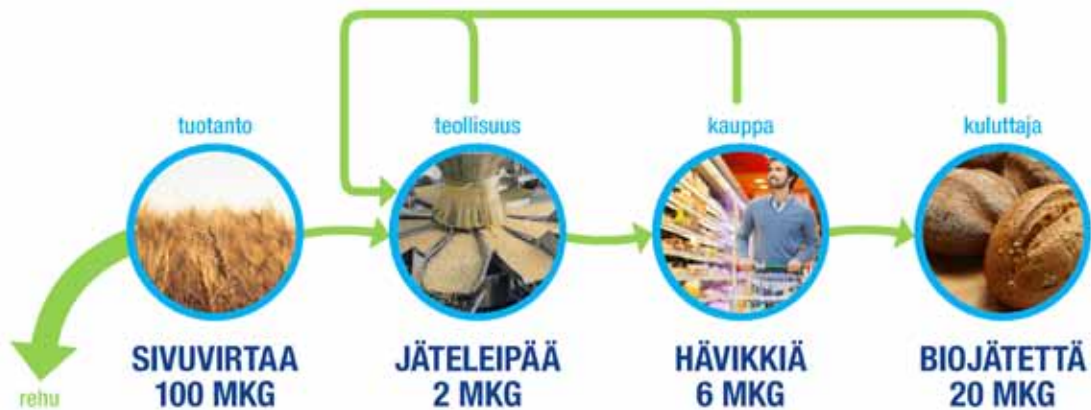 tuotanto
teollisuus
kauppa
kuluttaja
SIVUVIRTAA
100 MKG
JÄTELEIPÄÄ
2 MKG
HÄVIKKIÄ
6 MKG
BIOJÄTETTÄ
20 MKG
rehu